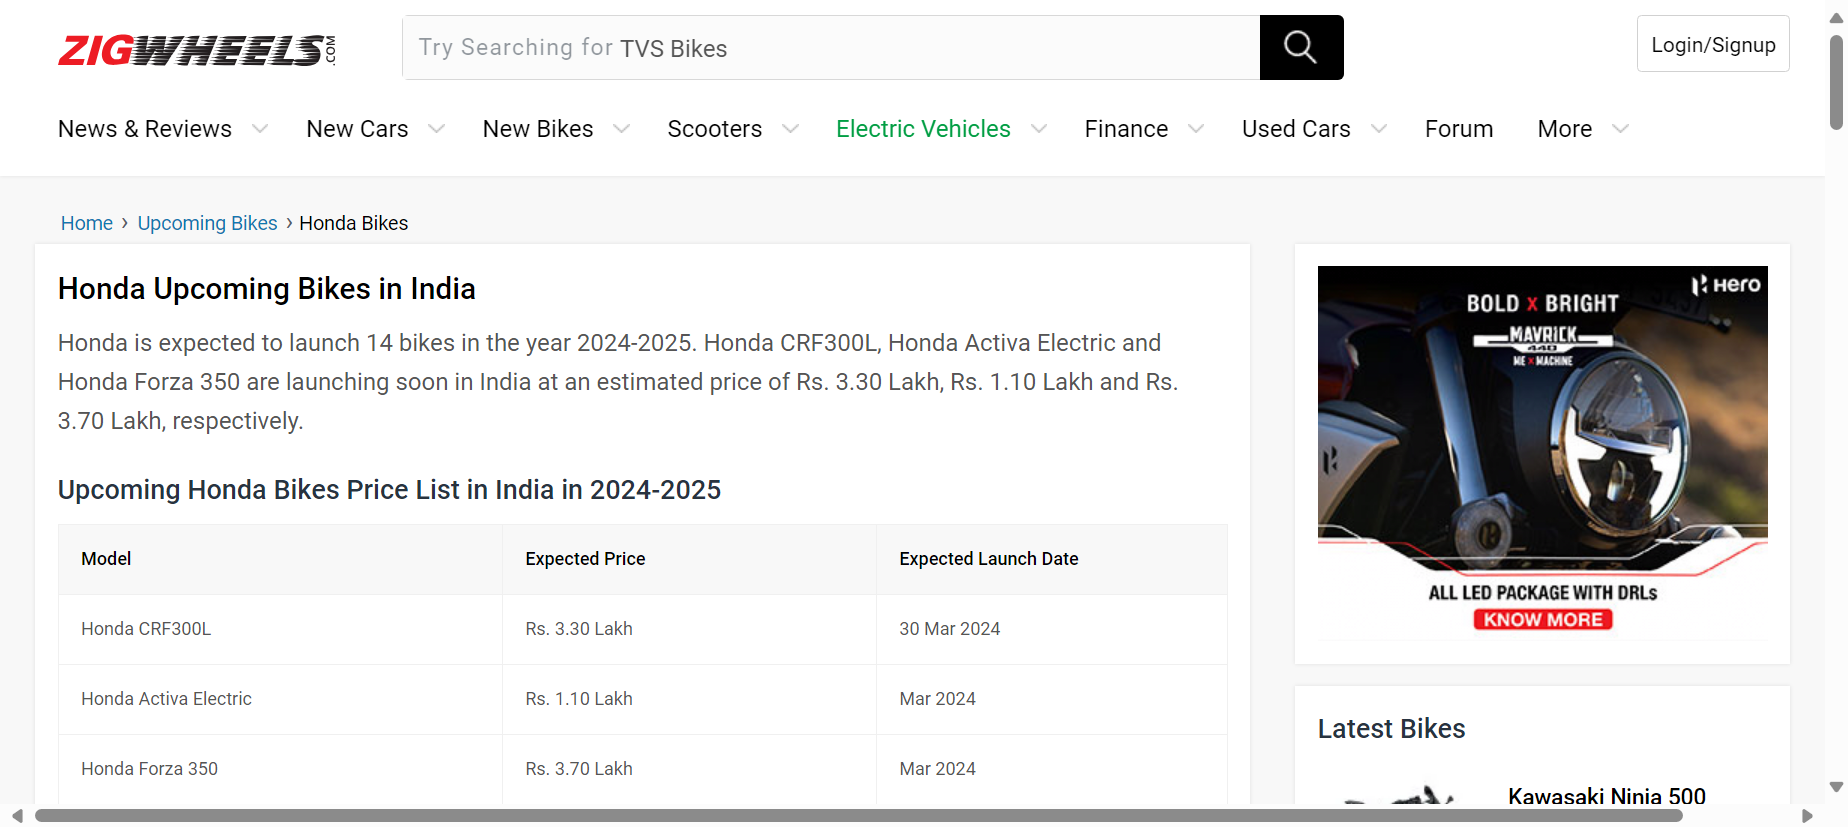 ZIGWHEELS.COM
Try Searching for TVS Bikes
Login/Signup
News & Reviews New Cars New Bikes Scooters Electric Vehicles Finance Used Cars Forum More
Home › Upcoming Bikes › Honda Bikes
Honda Upcoming Bikes in India
Honda is expected to launch 14 bikes in the year 2024-2025. Honda CRF300L, Honda Activa Electric and
Honda Forza 350 are launching soon in India at an estimated price of Rs. 3.30 Lakh, Rs. 1.10 Lakh and Rs.
3.70 Lakh, respectively.
Upcoming Honda Bikes Price List in India in 2024-2025
Model Expected Price Expected Launch Date
Honda CRF300L Rs. 3.30 Lakh 30 Mar 2024
Honda Activa Electric Rs. 1.10 Lakh Mar 2024
Honda Forza 350 Rs. 3.70 Lakh Mar 2024
Hero
BOLD X BRIGHT
MAVRICK
440
ME X MACHINE
ALL LED PACKAGE WITH DRLs
KNOW MORE
Latest Bikes
Kawasaki Ninja 500